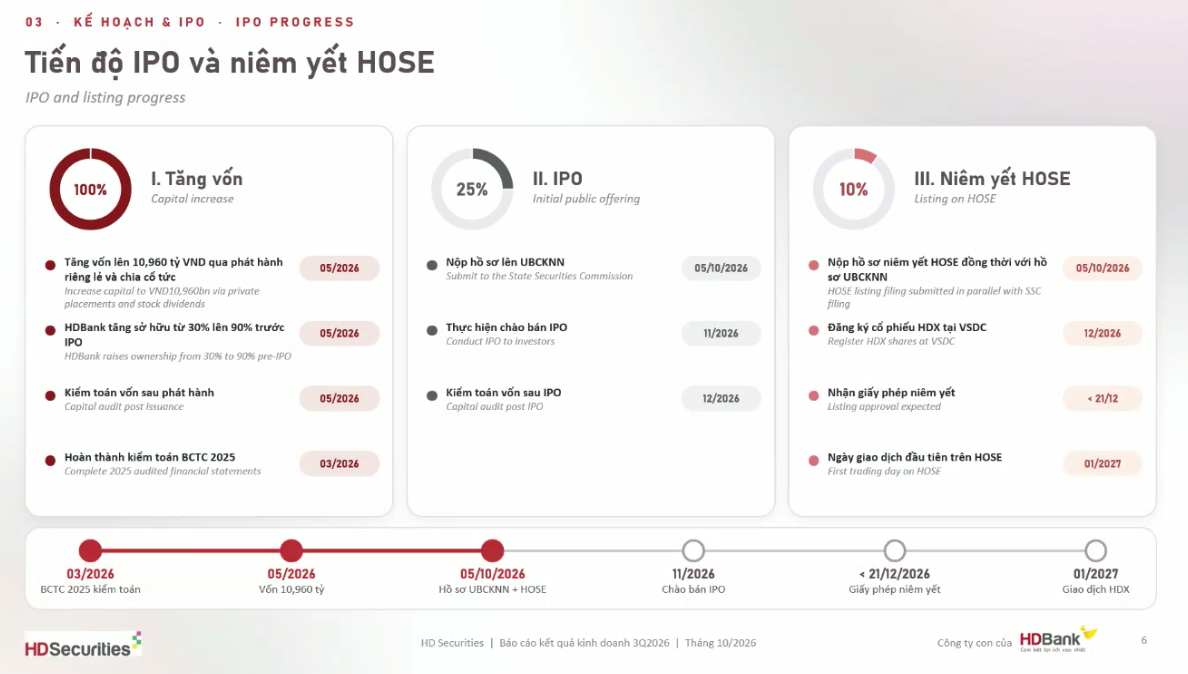 03 · KẾ HOẠCH & IPO · IPO PROGRESS
Tiến độ IPO và niêm yết HOSE
IPO and listing progress
100%
I. Tăng vốn
Capital increase
Tăng vốn lên 10,960 tỷ VND qua phát hành
riêng lẻ và chia cổ tức
05/2026
Increase capital to VND10,960bn via private
placements and stock dividends
HDBank tăng sở hữu từ 30% lên 90% trước
IPO
05/2026
HDBank raises ownership from 30% to 90% pre-IPO
Kiểm toán vốn sau phát hành
05/2026
Capital audit post Issuance
Hoàn thành kiểm toán BCTC 2025
03/2026
Complete 2025 audited financial statements
25%
II. IPO
Initial public offering
Nộp hồ sơ lên UBCKNN
05/10/2026
Submit to the State Securities Commission
Thực hiện chào bán IPO
11/2026
Conduct IPO to investors
Kiểm toán vốn sau IPO
12/2026
Capital audit post IPO
10%
III. Niêm yết HOSE
Listing on HOSE
Nộp hồ sơ niêm yết HOSE đồng thời với hồ
sơ UBCKNN
05/10/2026
HOSE listing filing submitted in parallel with SSC
filing
Đăng ký cổ phiếu HDX tại VSDC
12/2026
Register HDX shares at VSDC
Nhận giấy phép niêm yết
< 21/12
Listing approval expected
Ngày giao dịch đầu tiên trên HOSE
01/2027
First trading day on HOSE
03/2026
BCTC 2025 kiểm toán
05/2026
Vốn 10,960 tỷ
05/10/2026
Hồ sơ UBCKNN + HOSE
11/2026
Chào bán IPO
< 21/12/2026
Giấy phép niêm yết
01/2027
Giao dịch HDX
HDSecurities
HD Securities | Báo cáo kết quả kinh doanh 3Q2026 | Tháng 10/2026
Công ty con của
HDBank
Cam kết lợi ích cao nhất
6